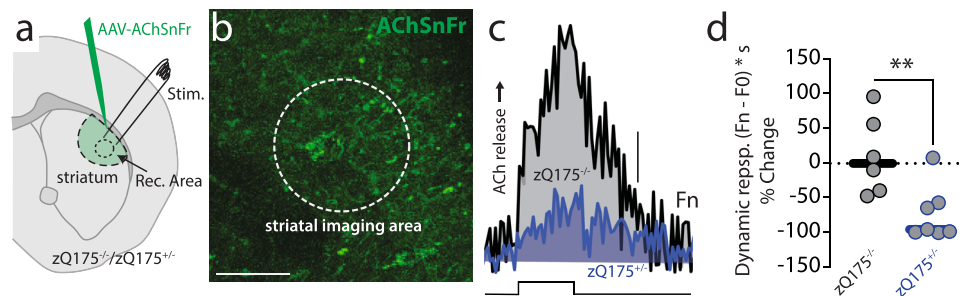 a
AAV-AChSnFr
Stim.
striatum
Rec. Area
zQ175-/-/zQ175+/-
b
AChSnFr
striatal imaging area
c
ACh release
zQ175-/-
Fn
zQ175+/-
d
Dynamic repsp. (Fn - F0) * s
% Change
150
100
50
0
-50
-100
-150
**
zQ175-/-
zQ175+/-